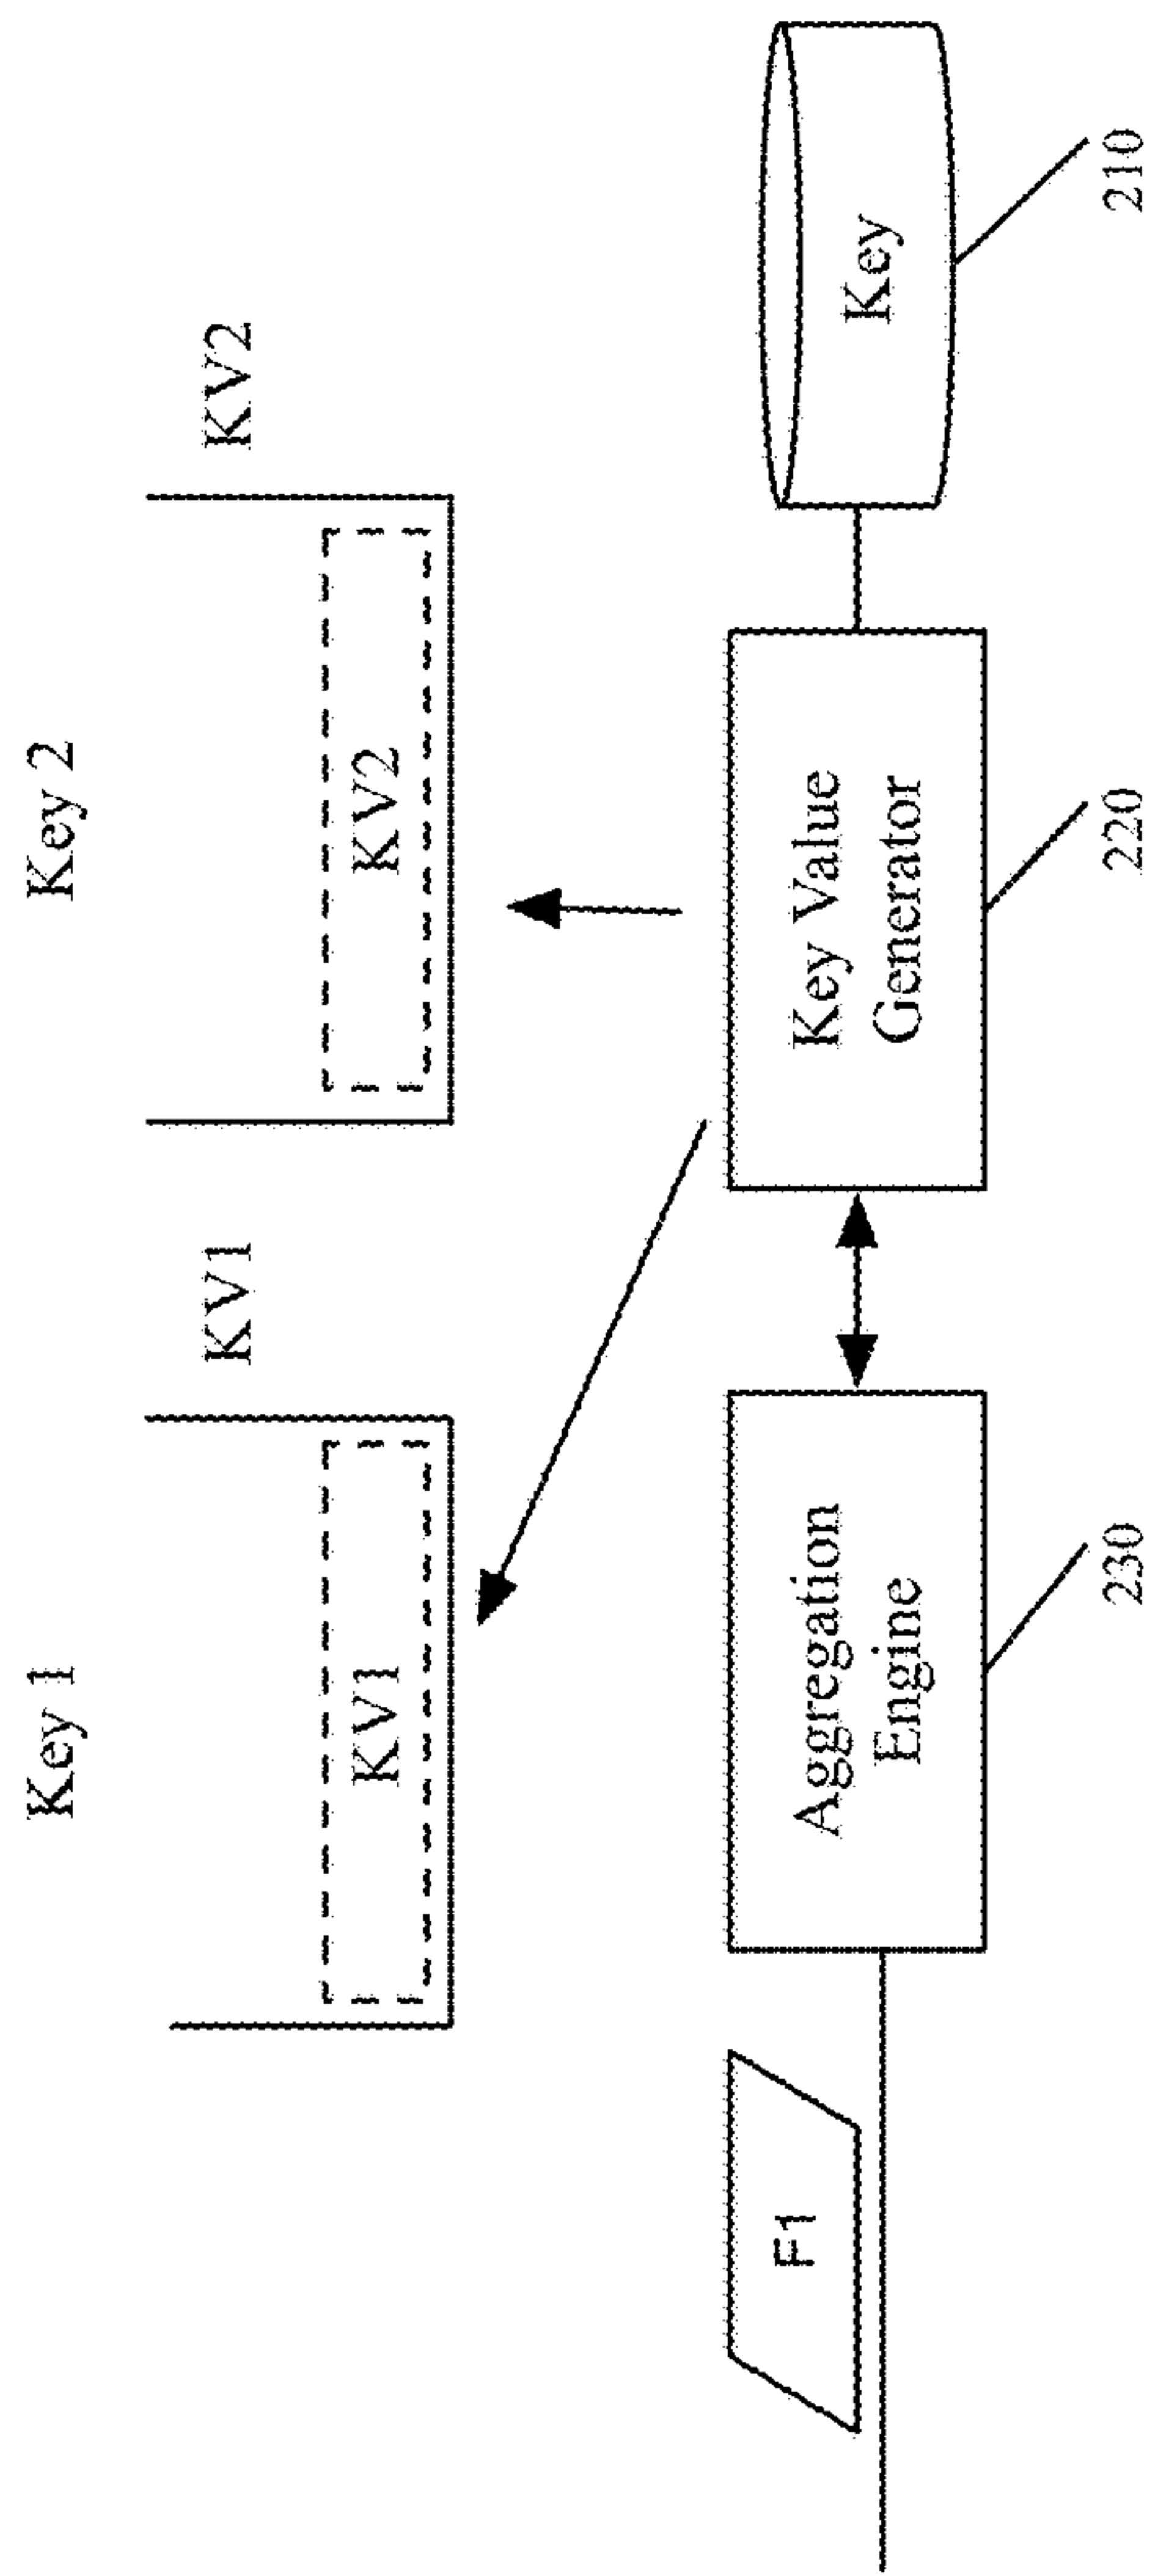 Key 1
Key 2
KV1
KV2
KV1
KV2
F1
Aggregation
Engine
Key Value
Generator
Key
230
220
210